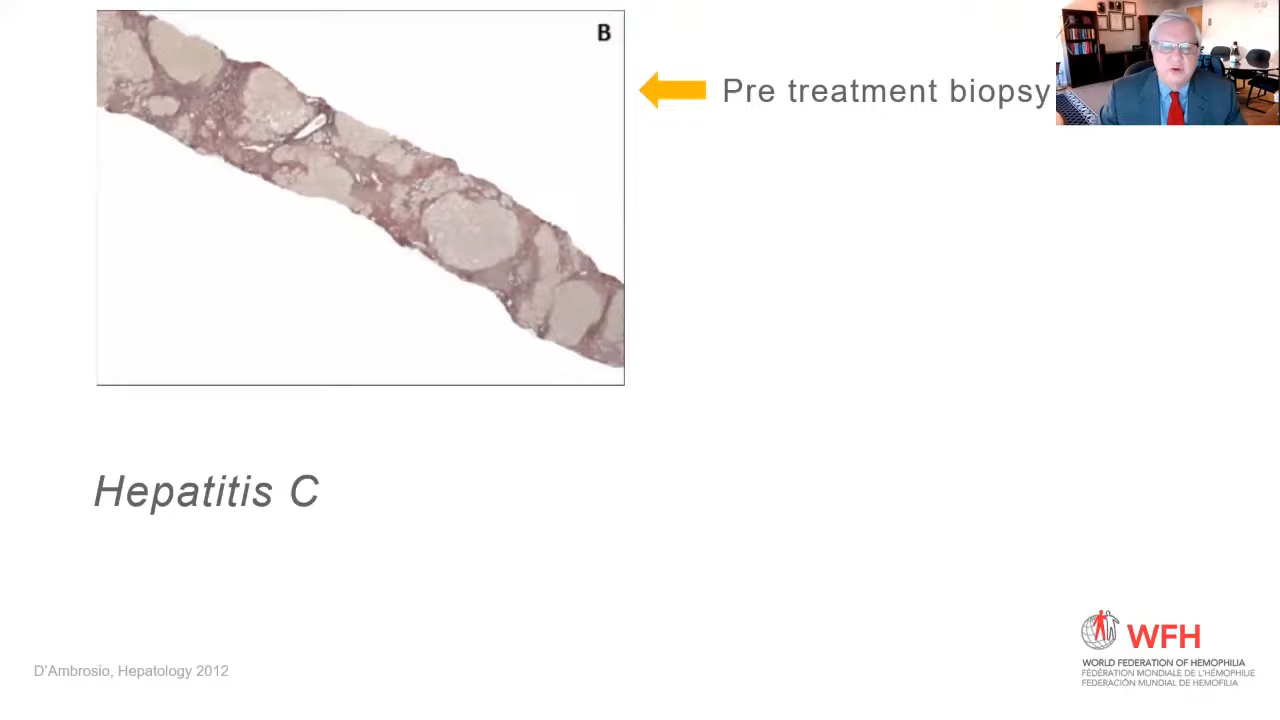 B
Pre treatment biopsy
Hepatitis C
D'Ambrosio, Hepatology 2012
WFH
WORLD FEDERATION OF HEMOPHILIA
FÉDÉRATION MONDIALE DE L'HÉMOPHILIE
FEDERACIÓN MUNDIAL DE HEMOFILIA